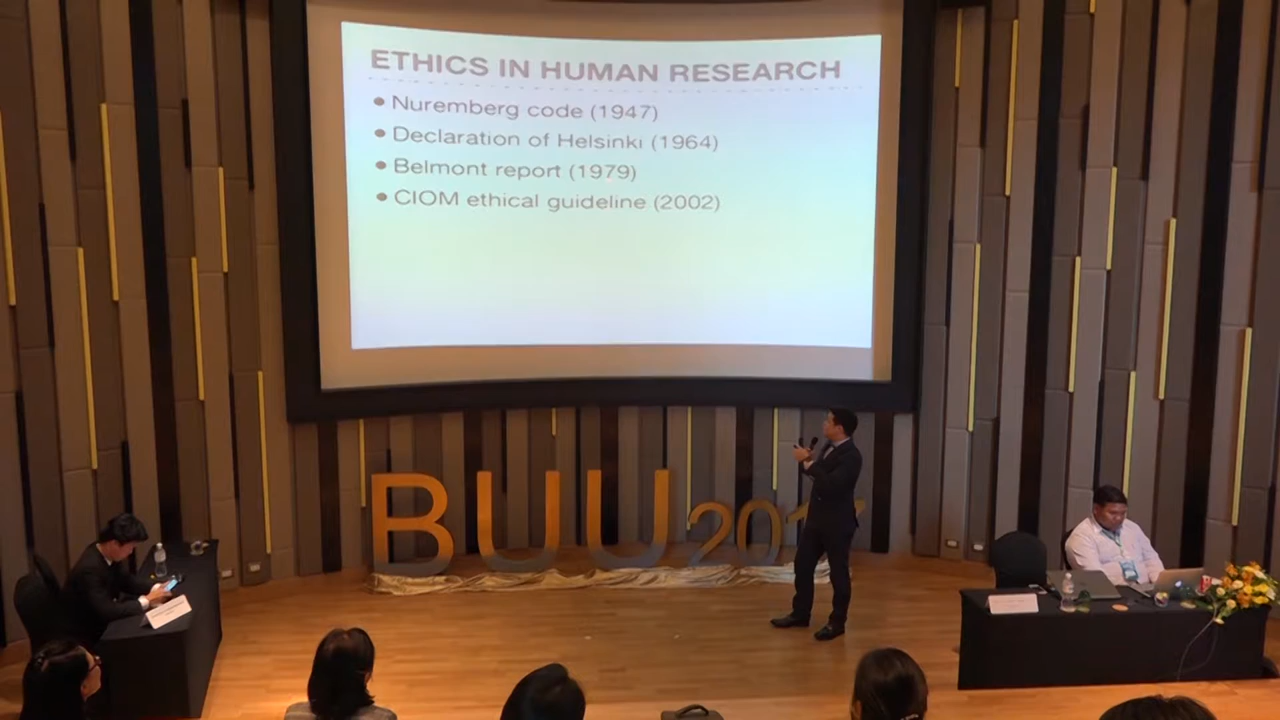 ETHICS IN HUMAN RESEARCH
Nuremberg code (1947)
Declaration of Helsinki (1964)
Belmont report (1979)
CIOM ethical guideline (2002)
BUU 201